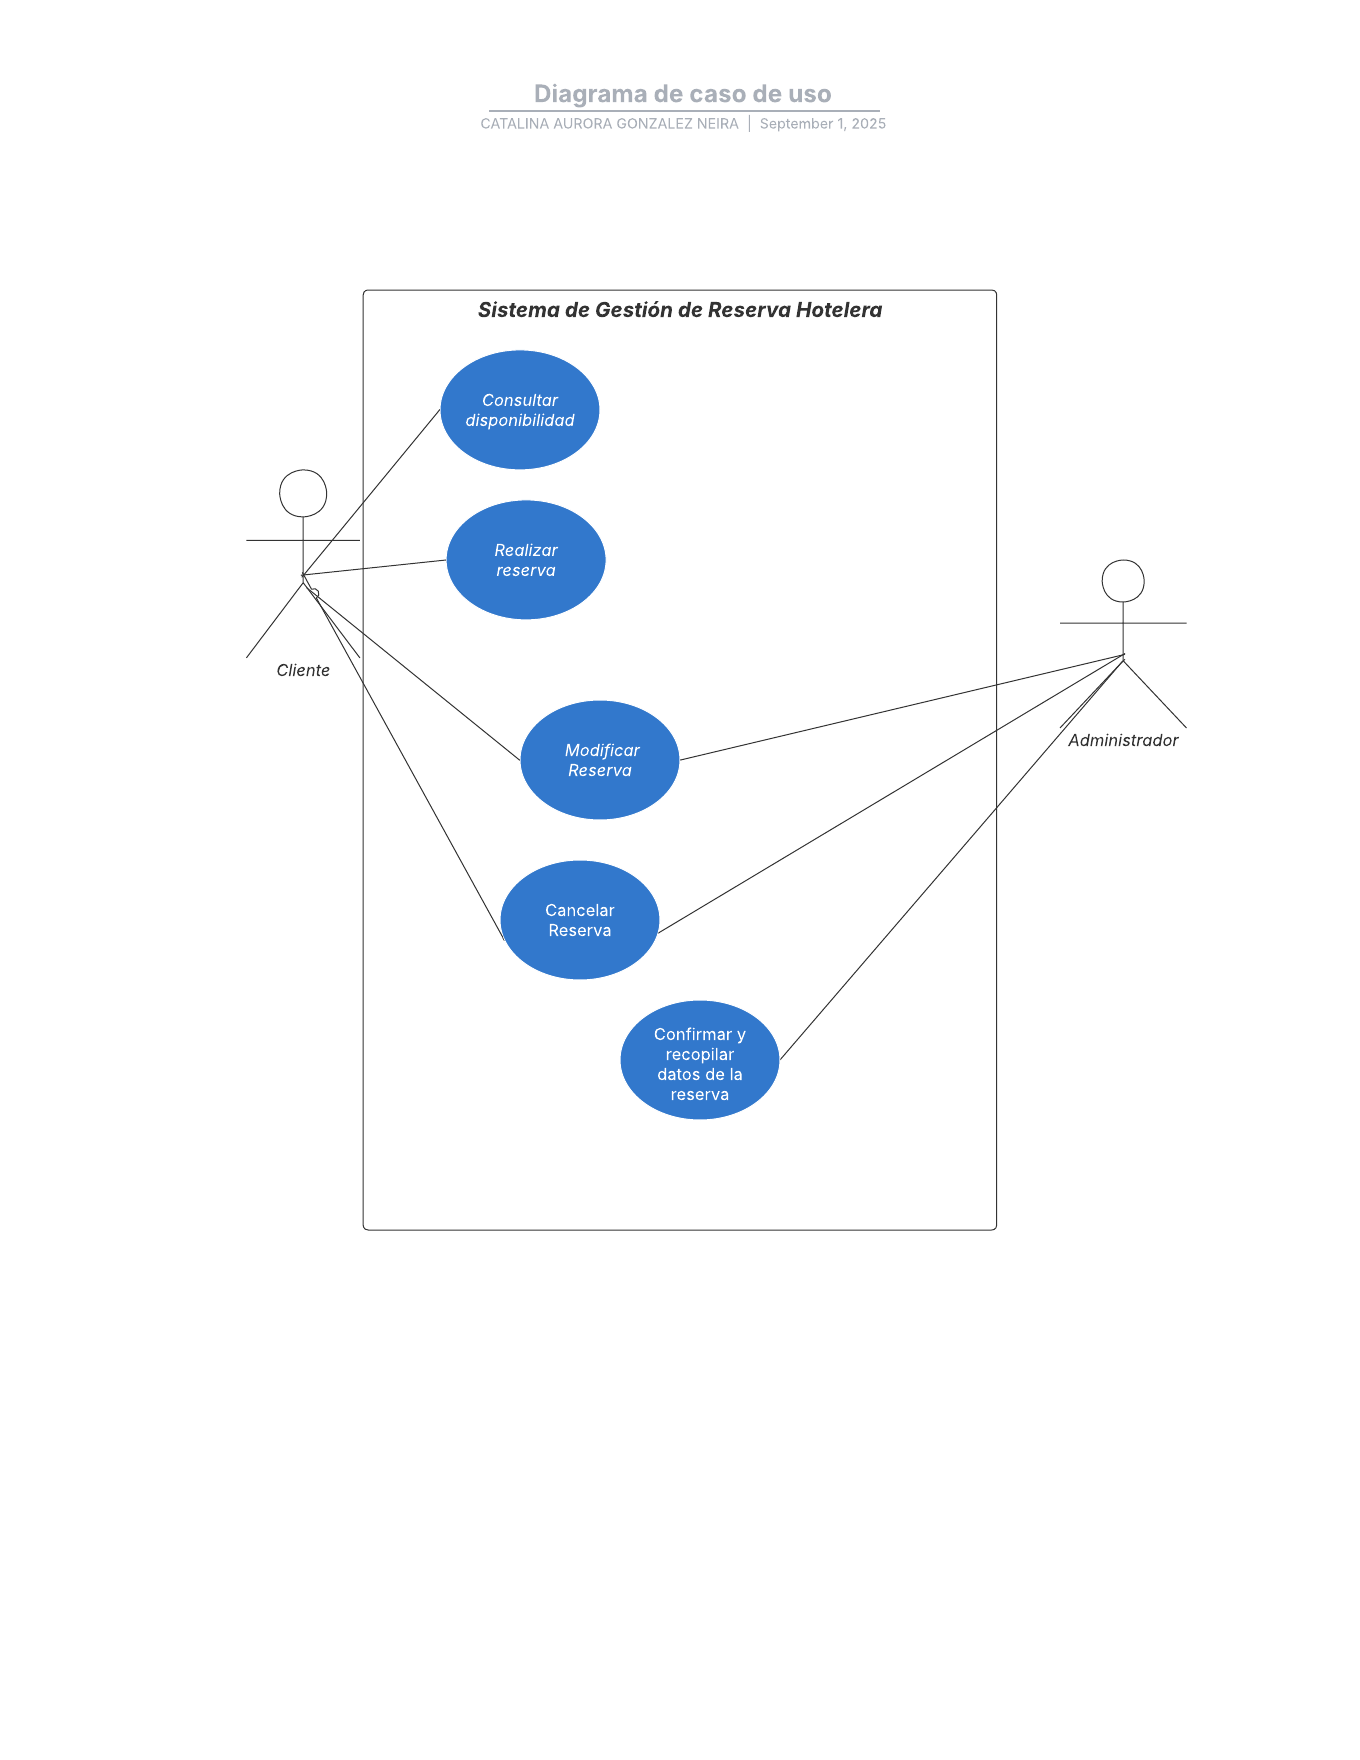 Diagrama de caso de uso
CATALINA AURORA GONZALEZ NEIRA | September 1, 2025
Sistema de Gestión de Reserva Hotelera
Consultar
disponibilidad
Realizar
reserva
Cliente
Modificar
Reserva
Administrador
Cancelar
Reserva
Confirmar y
recopilar
datos de la
reserva